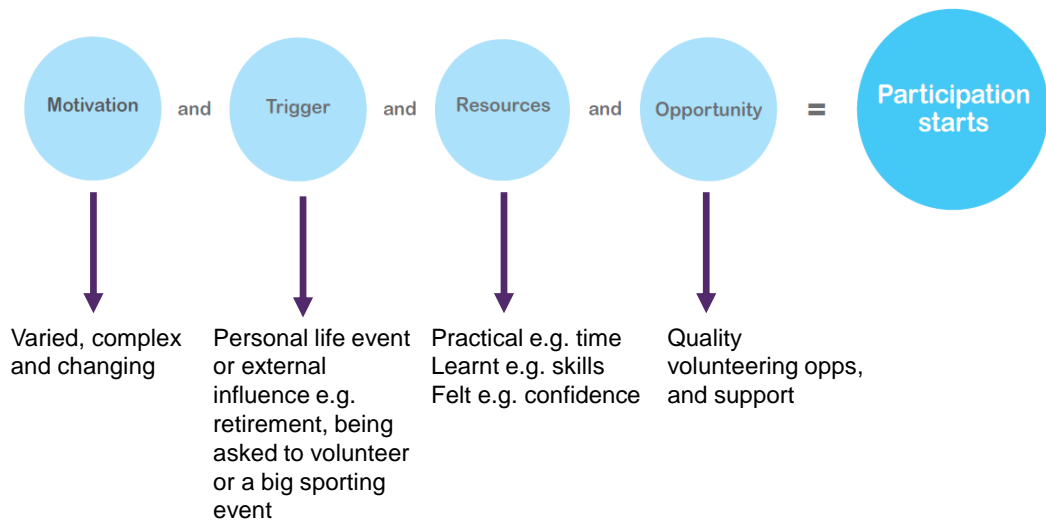 Motivation and Trigger and Resources and Opportunity = Participation
starts
Varied, complex
and changing
Personal life event
or external
influence e.g.
retirement, being
asked to volunteer
or a big sporting
event
Practical e.g. time
Learnt e.g. skills
Felt e.g. confidence
Quality
volunteering opps,
and support